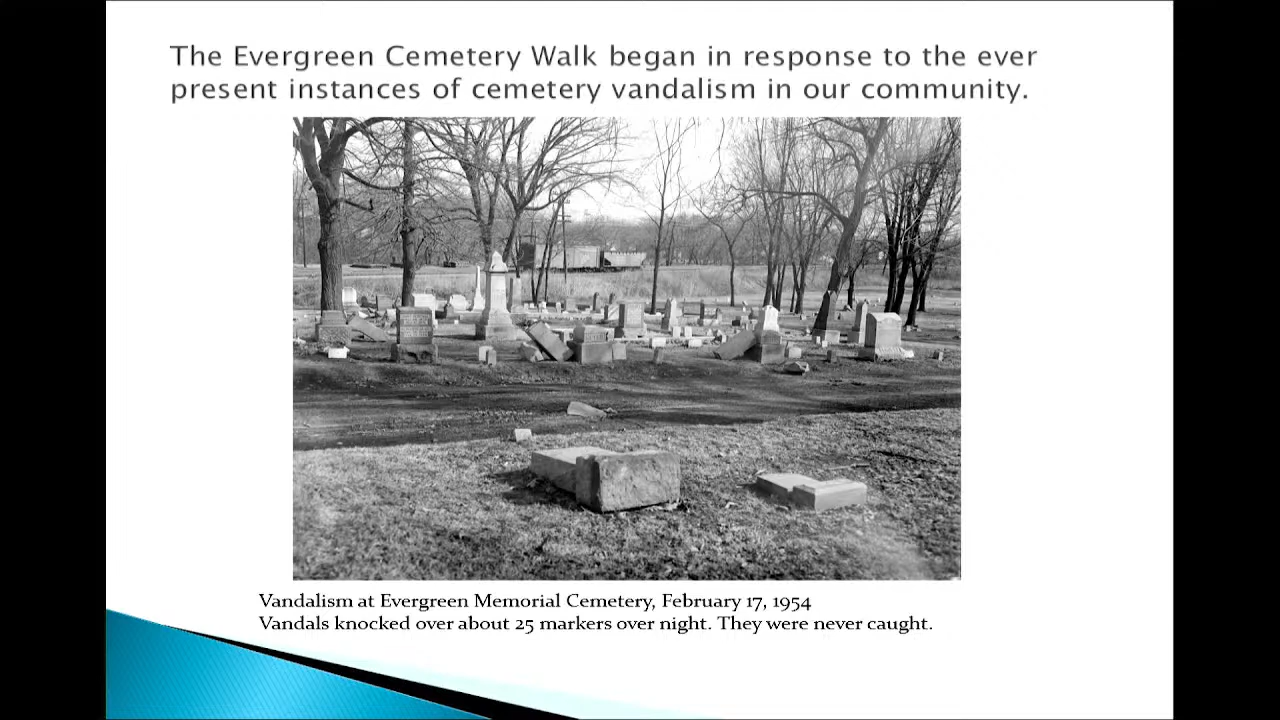 The Evergreen Cemetery Walk began in response to the ever
present instances of cemetery vandalism in our community.
Vandalism at Evergreen Memorial Cemetery, February 17, 1954
Vandals knocked over about 25 markers over night. They were never caught.